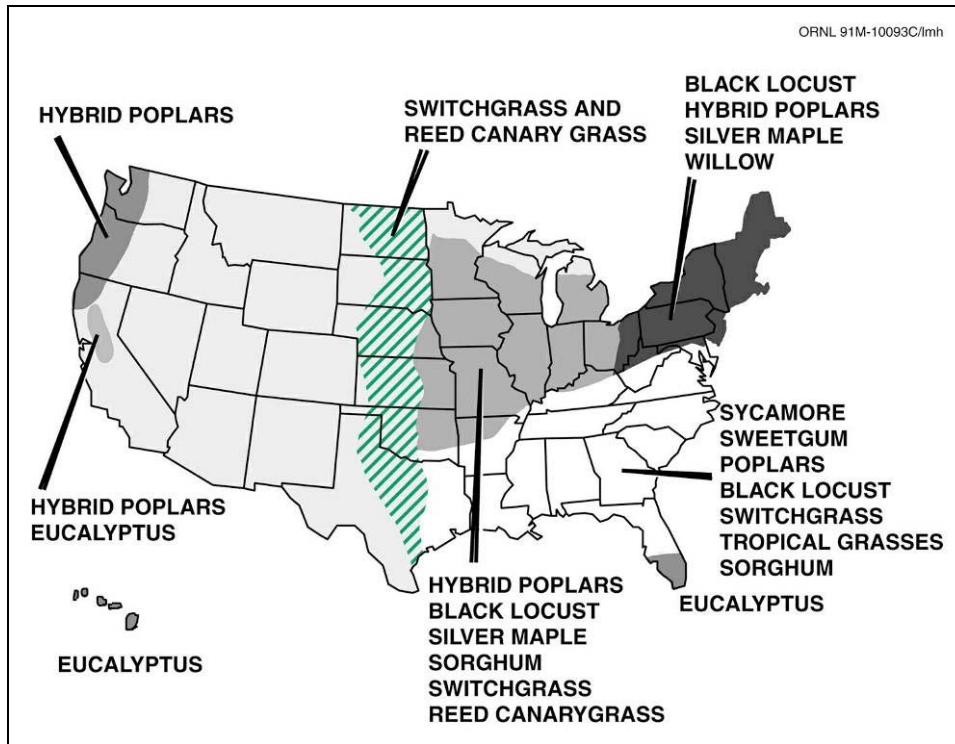 ORNL 91M-10093C/lmh
HYBRID POPLARS
SWITCHGRASS AND
REED CANARY GRASS
BLACK LOCUST
HYBRID POPLARS
SILVER MAPLE
WILLOW
HYBRID POPLARS
EUCALYPTUS
SYCAMORE
SWEETGUM
POPLARS
BLACK LOCUST
SWITCHGRASS
TROPICAL GRASSES
SORGHUM
EUCALYPTUS
HYBRID POPLARS
BLACK LOCUST
SILVER MAPLE
SORGHUM
SWITCHGRASS
REED CANARYGRASS
EUCALYPTUS